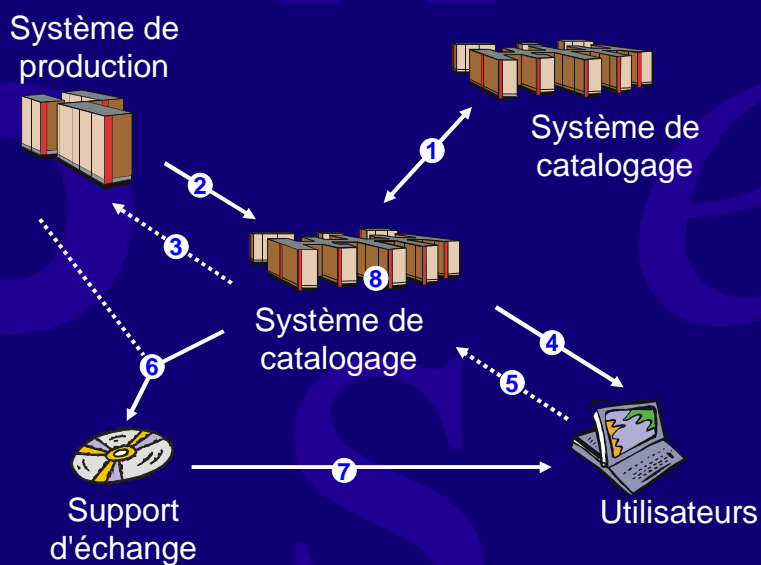 Système de
production
Système de
catalogage
1
2
3
8
Système de
catalogage
4
5
6
7
Support
d'échange
Utilisateurs